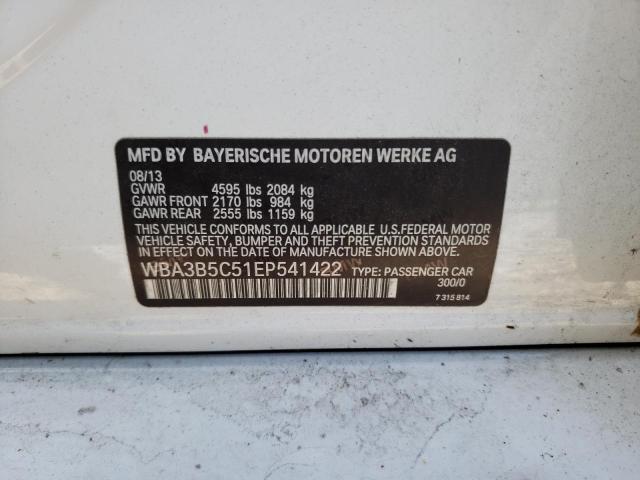 MFD BY BAYERISCHE MOTOREN WERKE AG
08/13
GVWR 4595 lbs 2084 kg
GAWR FRONT 2170 lbs 984 kg
GAWR REAR 2555 lbs 1159 kg
THIS VEHICLE CONFORMS TO ALL APPLICABLE U.S.FEDERAL MOTOR
VEHICLE SAFETY, BUMPER AND THEFT PREVENTION STANDARDS
IN EFFECT ON THE DATE OF MANUFACTURE SHOWN ABOVE.
WBA3B5C51EP541422 TYPE: PASSENGER CAR
300/0
7 315 814